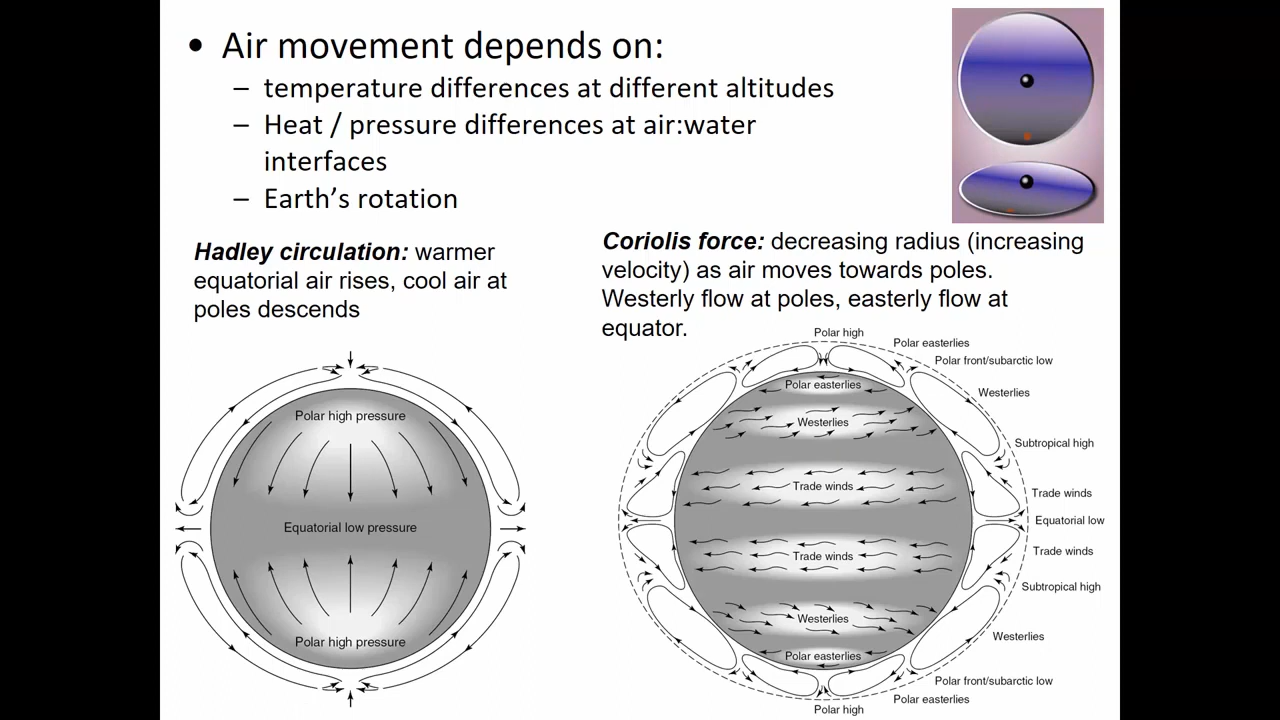 • Air movement depends on:
– temperature differences at different altitudes
– Heat / pressure differences at air:water
interfaces
– Earth’s rotation
Hadley circulation: warmer
equatorial air rises, cool air at
poles descends
Coriolis force: decreasing radius (increasing
velocity) as air moves towards poles.
Westerly flow at poles, easterly flow at
equator.
Polar high pressure
Equatorial low pressure
Polar high pressure
Polar high
Polar easterlies
Polar front/subarctic low
Westerlies
Subtropical high
Trade winds
Equatorial low
Trade winds
Subtropical high
Westerlies
Polar front/subarctic low
Polar easterlies
Polar high
Polar easterlies
Westerlies
Trade winds
Trade winds
Westerlies
Polar easterlies